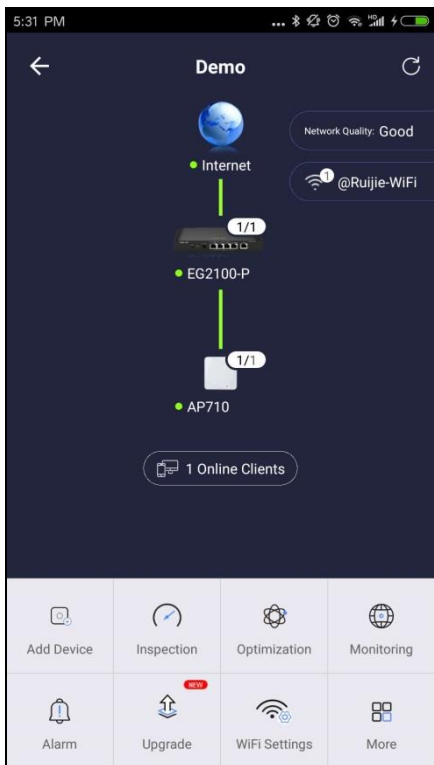 5:31 PM
HD
Demo
Network Quality: Good
Internet
1
@Ruijie-WiFi
1/1
EG2100-P
1/1
AP710
1 Online Clients
Add Device
Inspection
Optimization
Monitoring
NEW
Alarm
Upgrade
WiFi Settings
More